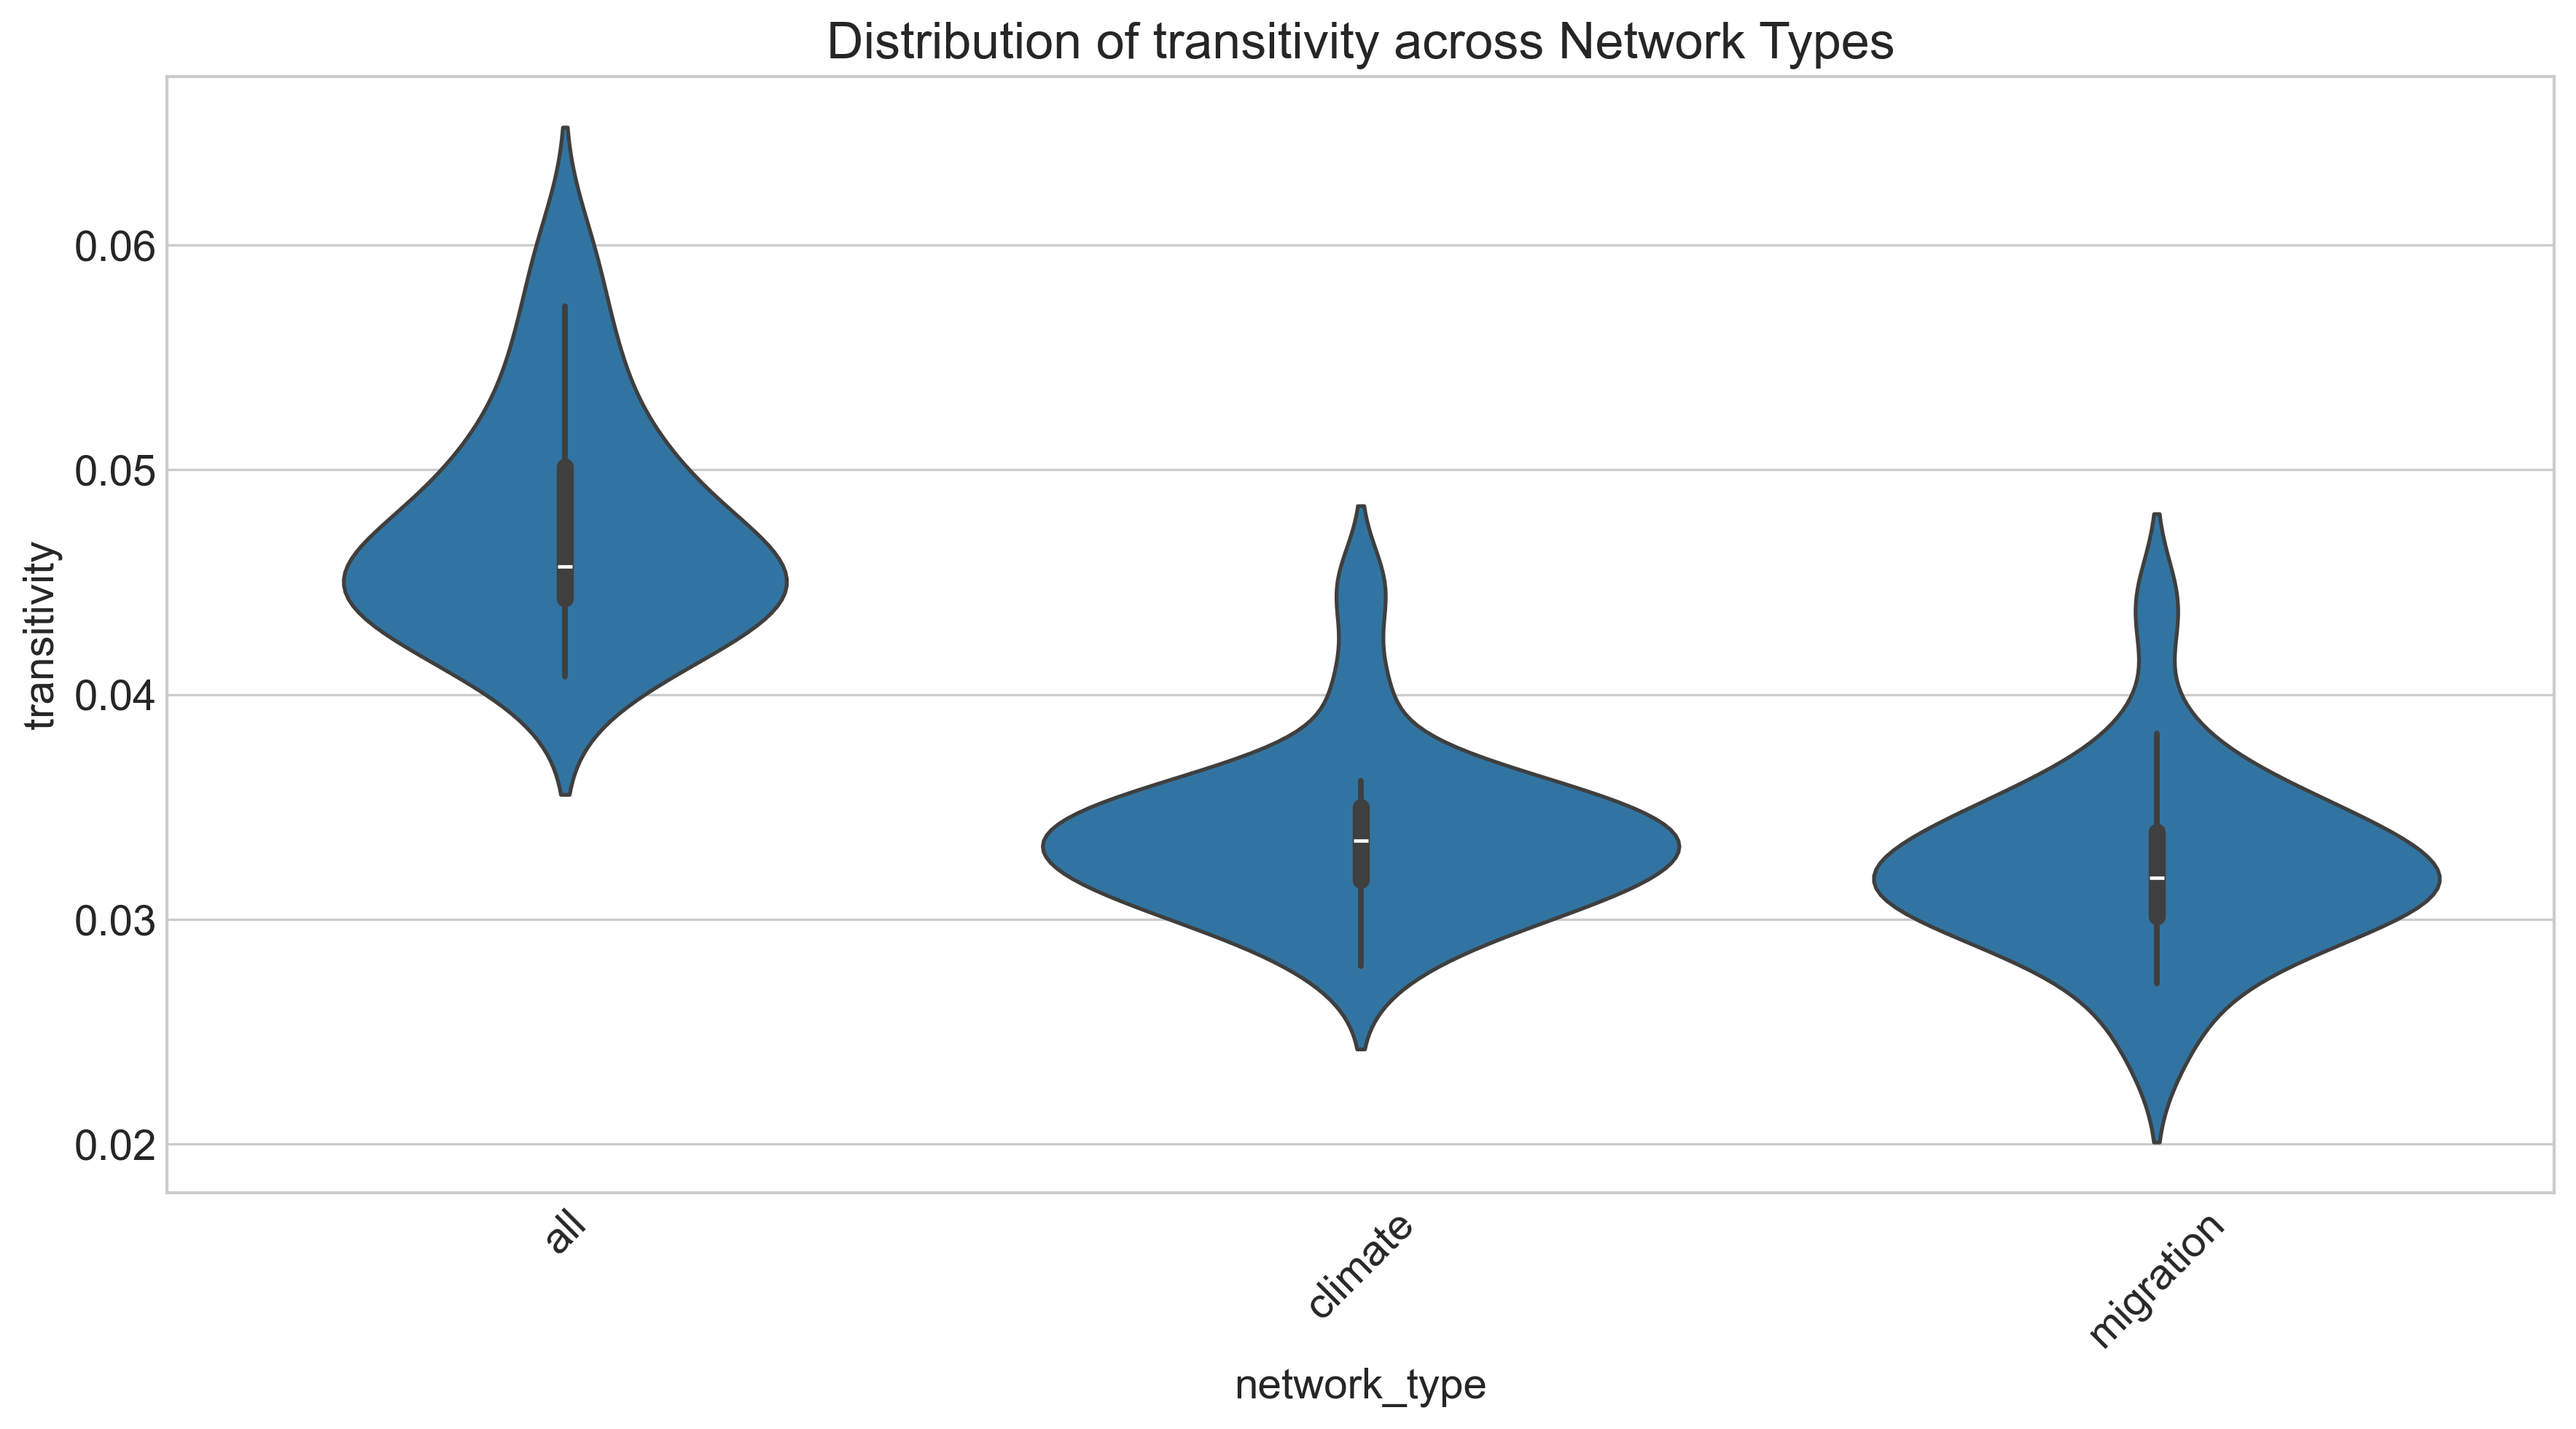 Distribution of transitivity across Network Types
transitivity
0.06
0.05
0.04
0.03
0.02
all
climate
migration
network_type